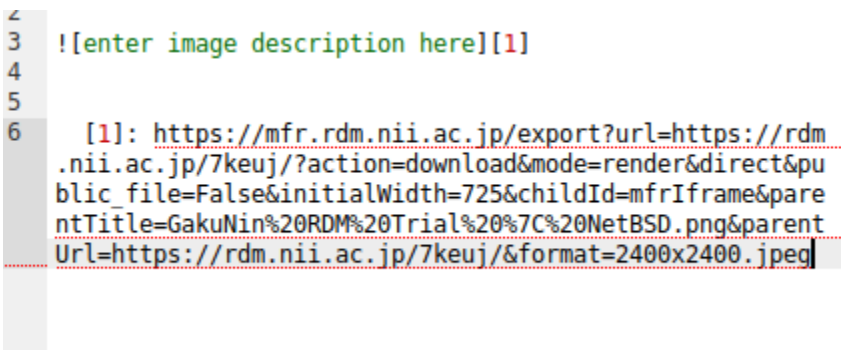 2
3 ![enter image description here][1]
4
5
6 [1]: https://mfr.rdm.nii.ac.jp/export?url=https://rdm
.nii.ac.jp/7keuj/?action=download&mode=render&direct&pu
blic_file=False&initialWidth=725&childId=mfrIframe&pare
ntTitle=GakuNin%20RDM%20Trial%20%7C%20NetBSD.png&parent
Url=https://rdm.nii.ac.jp/7keuj/&format=2400x2400.jpeg